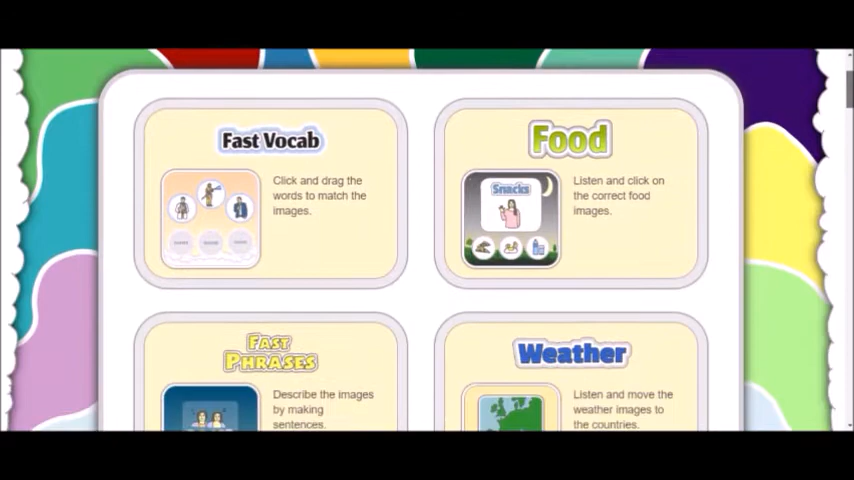 Fast Vocab
Click and drag the
words to match the
images.
Food
Snacks
Listen and click on
the correct food
images.
FAST
PHRASES
Describe the images
by making
sentences.
Weather
Listen and move the
weather images to
the countries.